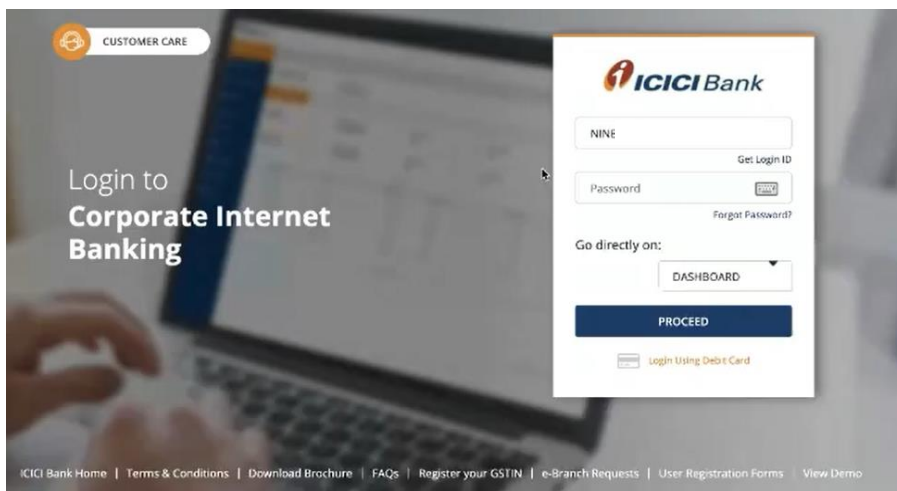 CUSTOMER CARE
Login to
Corporate Internet
Banking
ICICI Bank
NINE
Get Login ID
Password
Forgot Password?
Go directly on:
DASHBOARD
PROCEED
Login Using Debit Card
ICICI Bank Home | Terms & Conditions | Download Brochure | FAQs | Register your GSTIN | e-Branch Requests | User Registration Forms | View Demo